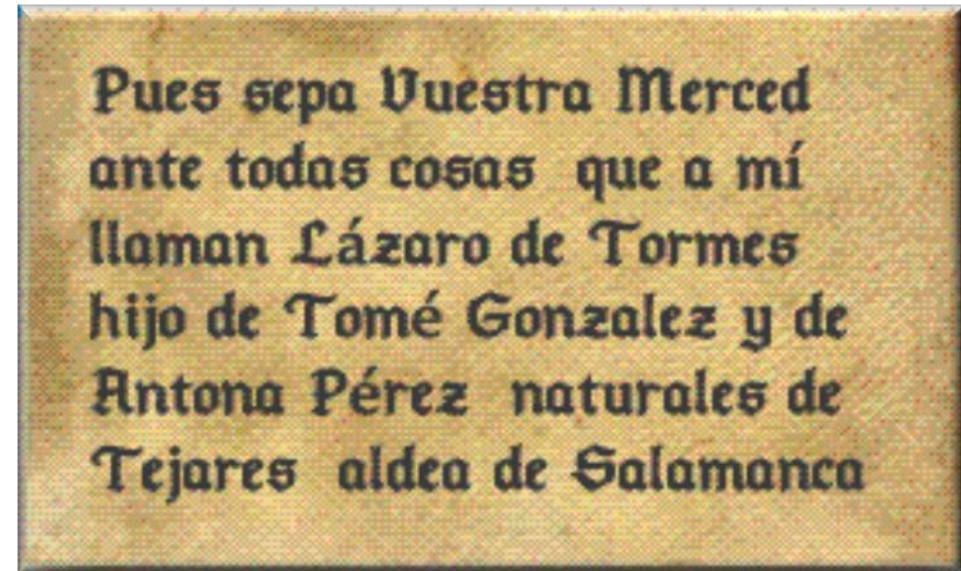 Pues sepa Vuestra Merced
ante todas cosas que a mí
llaman Lázaro de Tormes
hijo de Tomé Gonzalez y de
Antona Pérez naturales de
Tejares aldea de Salamanca